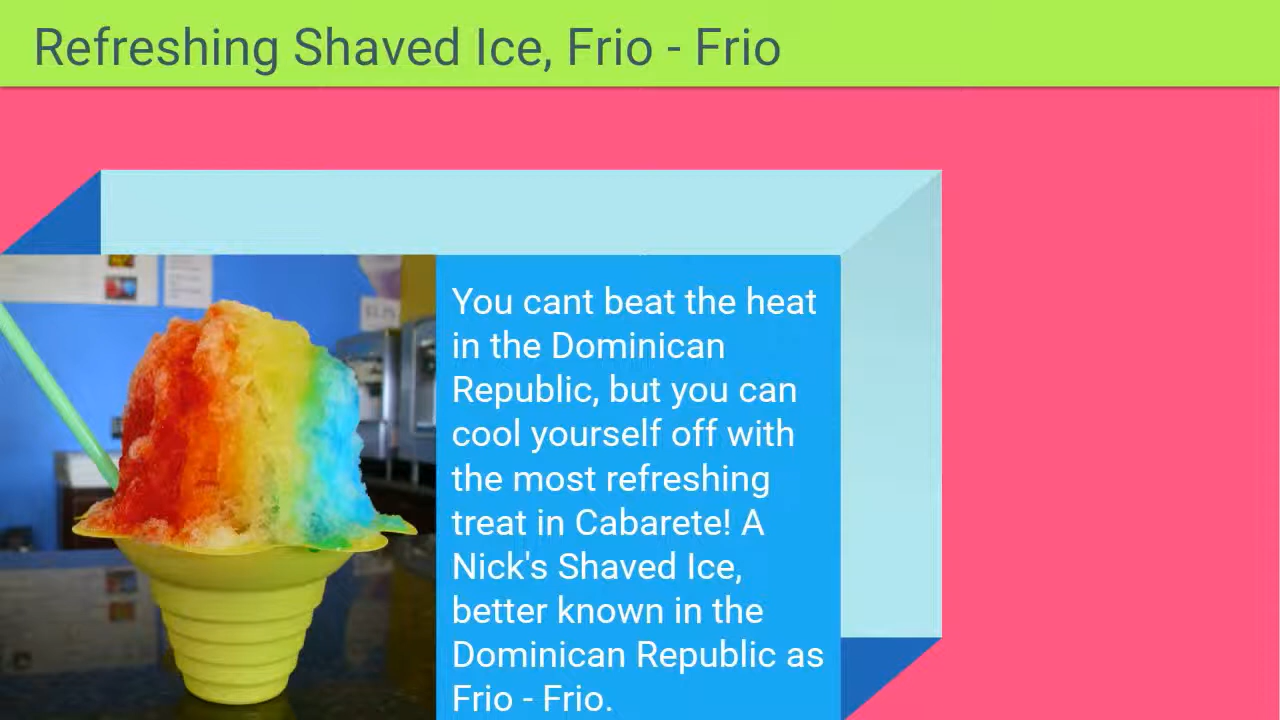 Refreshing Shaved Ice, Frio - Frio
You cant beat the heat
in the Dominican
Republic, but you can
cool yourself off with
the most refreshing
treat in Cabarete! A
Nick's Shaved Ice,
better known in the
Dominican Republic as
Frio - Frio.